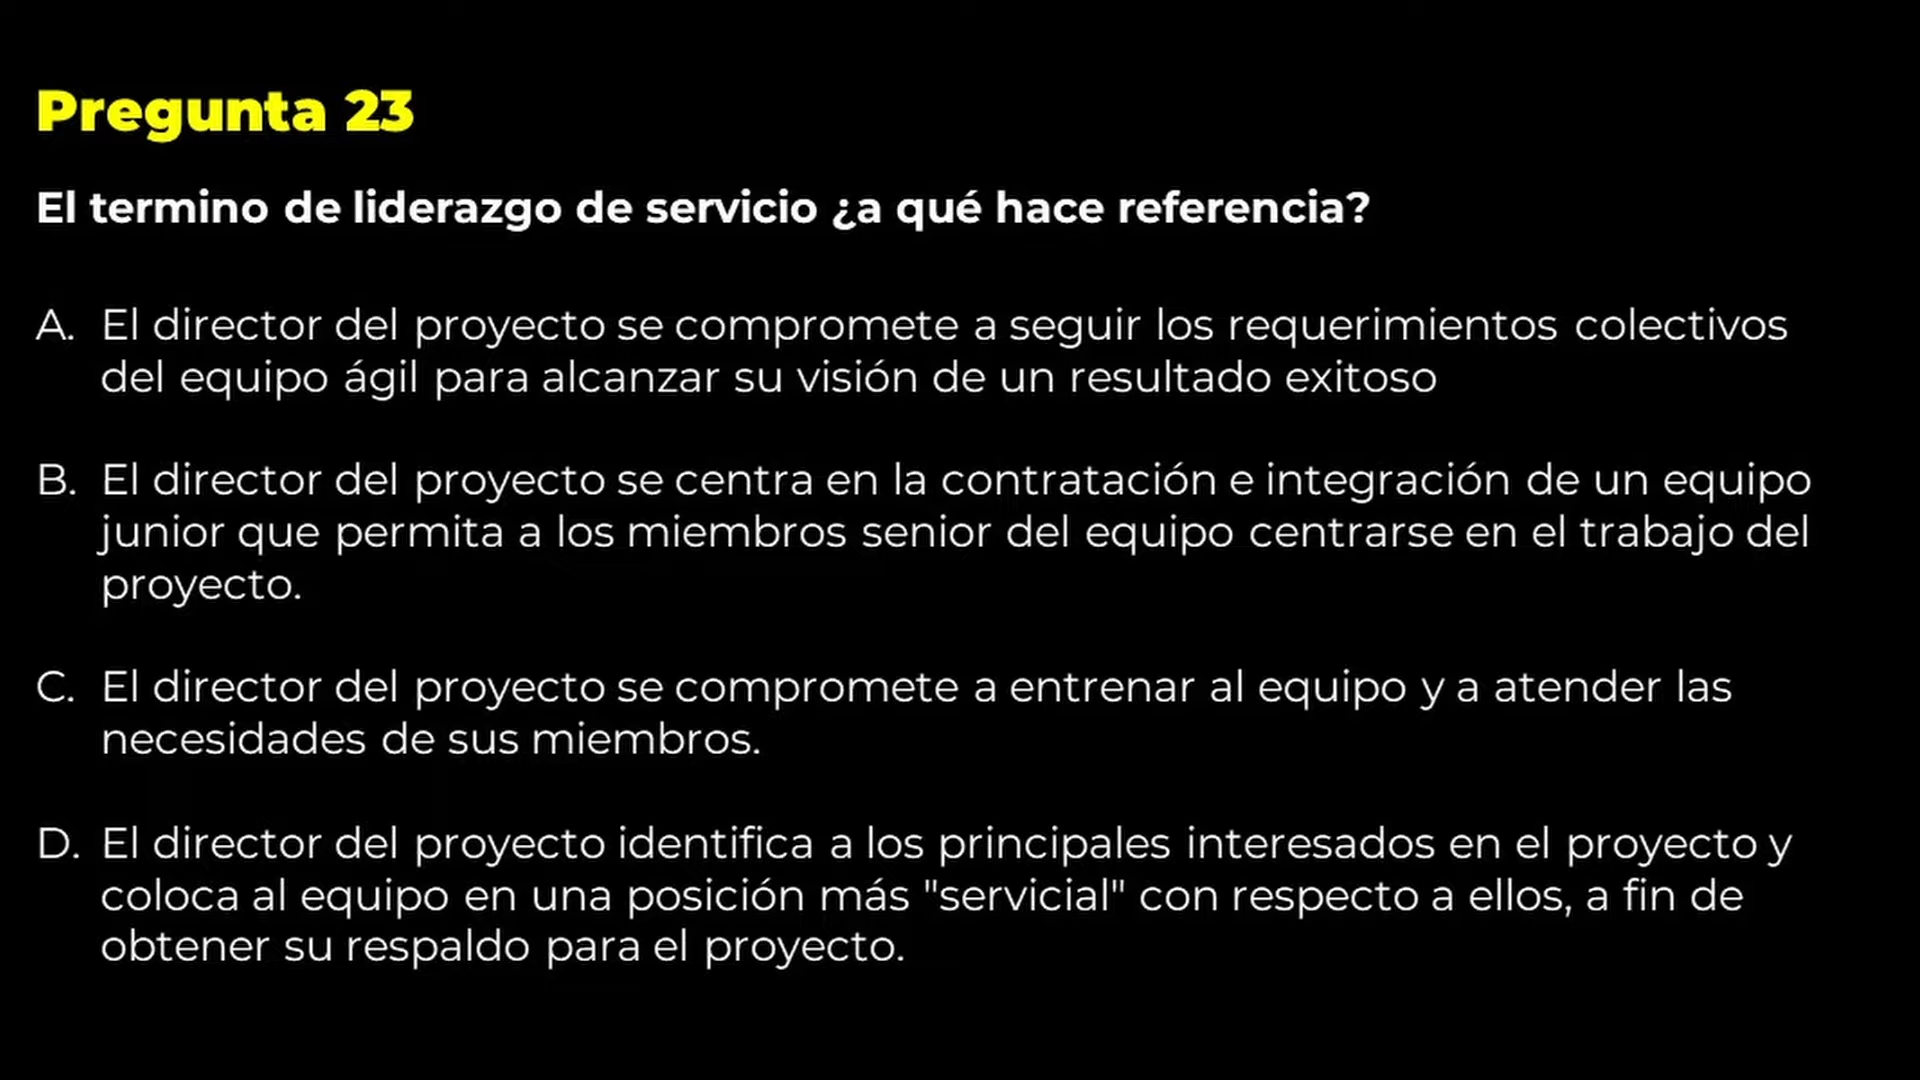 Pregunta 23
El termino de liderazgo de servicio ¿a qué hace referencia?
A. El director del proyecto se compromete a seguir los requerimientos colectivos
del equipo ágil para alcanzar su visión de un resultado exitoso
B. El director del proyecto se centra en la contratación e integración de un equipo
junior que permita a los miembros senior del equipo centrarse en el trabajo del
proyecto.
C. El director del proyecto se compromete a entrenar al equipo y a atender las
necesidades de sus miembros.
D. El director del proyecto identifica a los principales interesados en el proyecto y
coloca al equipo en una posición más "servicial" con respecto a ellos, a fin de
obtener su respaldo para el proyecto.